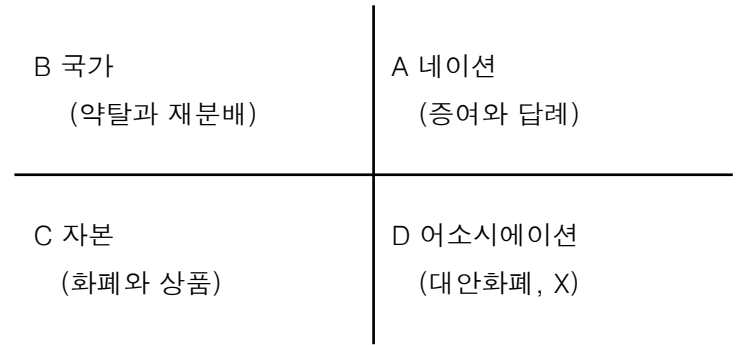 B 국가
(약탈과 재분배)
A 네이션
(증여와 답례)
C 자본
(화폐와 상품)
D 어소시에이션
(대안화폐, X)